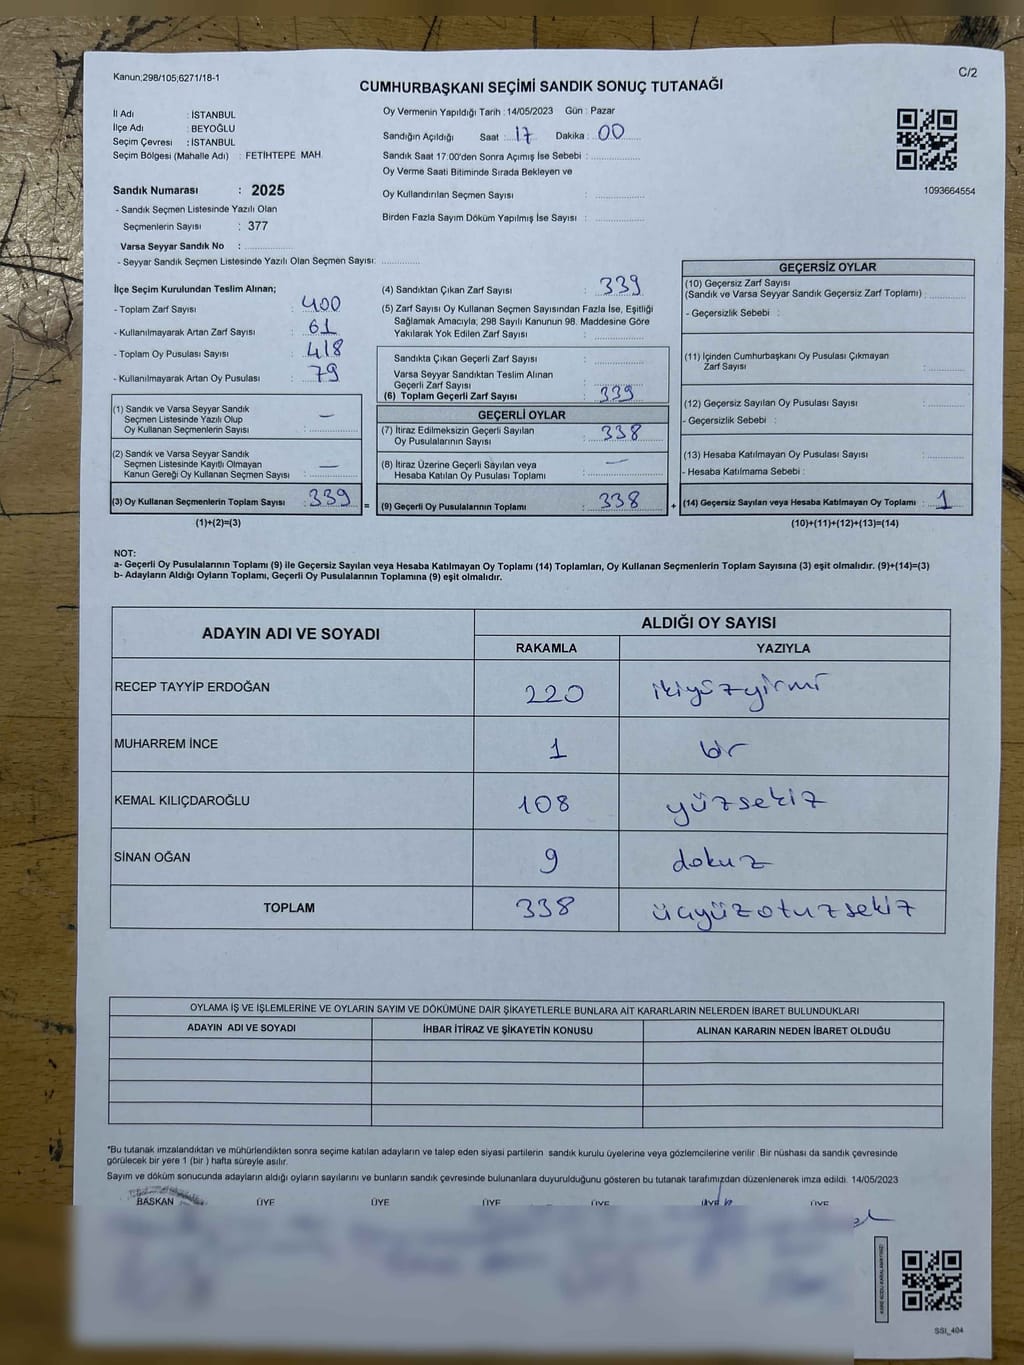 Kanun;298/105;6271/18-1
C/2
CUMHURBAŞKANI SEÇİMİ SANDIK SONUÇ TUTANAĞI
İl Adı : İSTANBUL
İlçe Adı : BEYOĞLU
Seçim Çevresi : İSTANBUL
Seçim Bölgesi (Mahalle Adı) : FETİHTEPE MAH.
Sandık Numarası : 2025
- Sandık Seçmen Listesinde Yazılı Olan
Seçmenlerin Sayısı : 377
Varsa Seyyar Sandık No :
- Seyyar Sandık Seçmen Listesinde Yazılı Olan Seçmen Sayısı:
Oy Vermenin Yapıldığı Tarih : 14/05/2023 Gün : Pazar
Sandığın Açıldığı Saat : 17 Dakika : 00
Sandık Saat 17.00'den Sonra Açımış İse Sebebi :
Oy Verme Saati Bitiminde Sırada Bekleyen ve
Oy Kullandırılan Seçmen Sayısı :
Birden Fazla Sayım Döküm Yapılmış İse Sayısı :
1093664554
İlçe Seçim Kurulundan Teslim Alınan;
- Toplam Zarf Sayısı : 400
- Kullanılmayarak Artan Zarf Sayısı : 61
- Toplam Oy Pusulası Sayısı : 418
- Kullanılmayarak Artan Oy Pusulası : 79
(1) Sandık ve Varsa Seyyar Sandık
Seçmen Listesinde Yazılı Olup
Oy Kullanan Seçmenlerin Sayısı : —
(2) Sandık ve Varsa Seyyar Sandık
Seçmen Listesinde Kayıtlı Olmayan
Kanun Gereği Oy Kullanan Seçmen Sayısı : —
(3) Oy Kullanan Seçmenlerin Toplam Sayısı : 339 =
(1)+(2)=(3)
(4) Sandıktan Çıkan Zarf Sayısı : 339
(5) Zarf Sayısı Oy Kullanan Seçmen Sayısından Fazla İse, Eşitliği
Sağlamak Amacıyla; 298 Sayılı Kanunun 98. Maddesine Göre
Yakılarak Yok Edilen Zarf Sayısı :
Sandıkta Çıkan Geçerli Zarf Sayısı :
Varsa Seyyar Sandıktan Teslim Alınan
Geçerli Zarf Sayısı :
(6) Toplam Geçerli Zarf Sayısı : 339
GEÇERLİ OYLAR
(7) İtiraz Edilmeksizin Geçerli Sayılan
Oy Pusulalarının Sayısı : 338
(8) İtiraz Üzerine Geçerli Sayılan veya
Hesaba Katılan Oy Pusulası Toplamı : —
(9) Geçerli Oy Pusulalarının Toplamı : 338 +
GEÇERSİZ OYLAR
(10) Geçersiz Zarf Sayısı
(Sandık ve Varsa Seyyar Sandık Geçersiz Zarf Toplamı) :
- Geçersizlik Sebebi :
(11) İçinden Cumhurbaşkanı Oy Pusulası Çıkmayan
Zarf Sayısı :
(12) Geçersiz Sayılan Oy Pusulası Sayısı :
- Geçersizlik Sebebi :
(13) Hesaba Katılmayan Oy Pusulası Sayısı :
- Hesaba Katılmama Sebebi :
(14) Geçersiz Sayılan veya Hesaba Katılmayan Oy Toplamı : 1
(10)+(11)+(12)+(13)=(14)
NOT:
a- Geçerli Oy Pusulalarının Toplamı (9) ile Geçersiz Sayılan veya Hesaba Katılmayan Oy Toplamı (14) Toplamları, Oy Kullanan Seçmenlerin Toplam Sayısına (3) eşit olmalıdır. (9)+(14)=(3)
b- Adayların Aldığı Oyların Toplamı, Geçerli Oy Pusulalarının Toplamına (9) eşit olmalıdır.
ADAYIN ADI VE SOYADI
ALDIĞI OY SAYISI
RAKAMLA YAZIYLA
RECEP TAYYİP ERDOĞAN 220 ikiyüzyirmi
MUHARREM İNCE 1 bir
KEMAL KILIÇDAROĞLU 108 yüzsekiz
SİNAN OĞAN 9 dokuz
TOPLAM 338 üçyüzotuzsekiz
OYLAMA İŞ VE İŞLEMLERİNE VE OYLARIN SAYIM VE DÖKÜMÜNE DAİR ŞİKAYETLERLE BUNLARA AİT KARARLARIN NELERDEN İBARET BULUNDUKLARI
ADAYIN ADI VE SOYADI İHBAR İTİRAZ VE ŞİKAYETİN KONUSU ALINAN KARARIN NEDEN İBARET OLDUĞU
*Bu tutanak imzalandıktan ve mühürlendikten sonra seçime katılan adayların ve talep eden siyasi partilerin sandık kurulu üyelerine veya gözlemcilerine verilir. Bir nüshası da sandık çevresinde
görülecek bir yere 1 (bir ) hafta süreyle asılır.
Sayım ve döküm sonucunda adayların aldığı oyların sayılarını ve bunların sandık çevresinde bulunanlara duyurulduğunu gösteren bu tutanak tarafımızdan düzenlenerek imza edildi. 14/05/2023
BAŞKAN ÜYE ÜYE ÜYE ÜYE ÜYE ÜYE
SSI_404